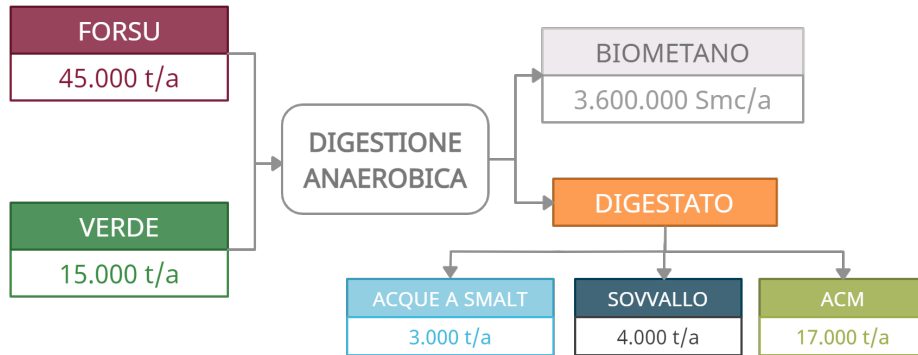 FORSU
45.000 t/a
VERDE
15.000 t/a
DIGESTIONE
ANAEROBICA
BIOMETANO
3.600.000 Smc/a
DIGESTATO
ACQUE A SMALT
3.000 t/a
SOVVALLO
4.000 t/a
ACM
17.000 t/a